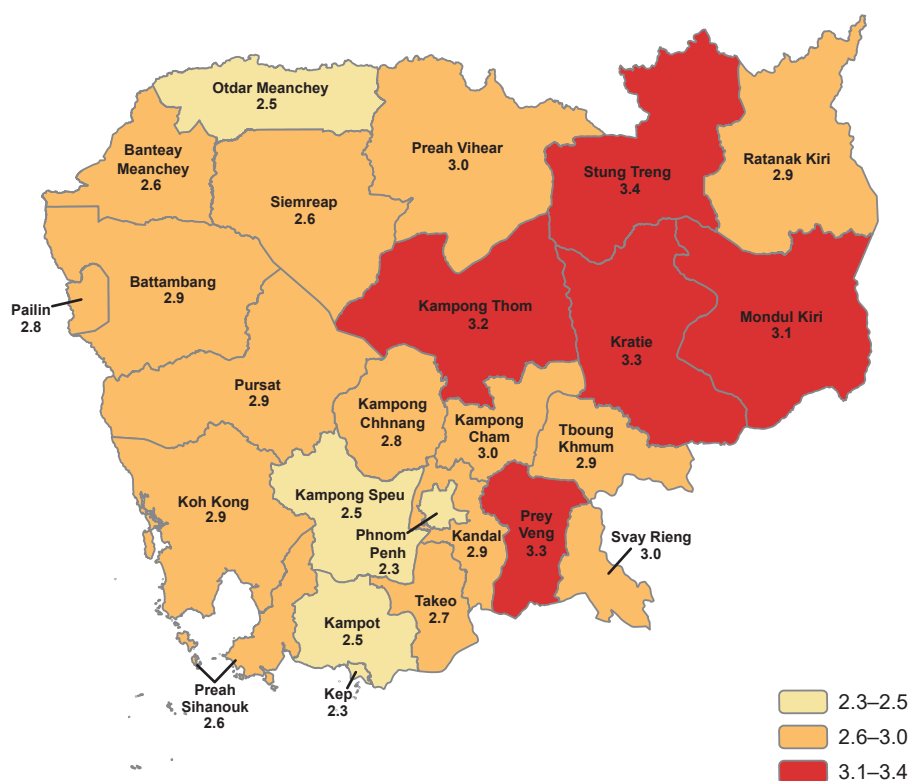 Otdar Meanchey
2.5
Banteay
Meanchey
2.6
Siemreap
2.6
Preah Vihear
3.0
Stung Treng
3.4
Ratanak Kiri
2.9
Battambang
2.9
Pailin
2.8
Kampong Thom
3.2
Kratie
3.3
Mondul Kiri
3.1
Pursat
2.9
Kampong
Chhnang
2.8
Kampong
Cham
3.0
Tboung
Khmum
2.9
Koh Kong
2.9
Kampong Speu
2.5
Phnom
Penh
2.3
Kandal
2.9
Prey
Veng
3.3
Svay Rieng
3.0
Takeo
2.7
Kampot
2.5
Kep
2.3
Preah
Sihanouk
2.6
2.3–2.5
2.6–3.0
3.1–3.4